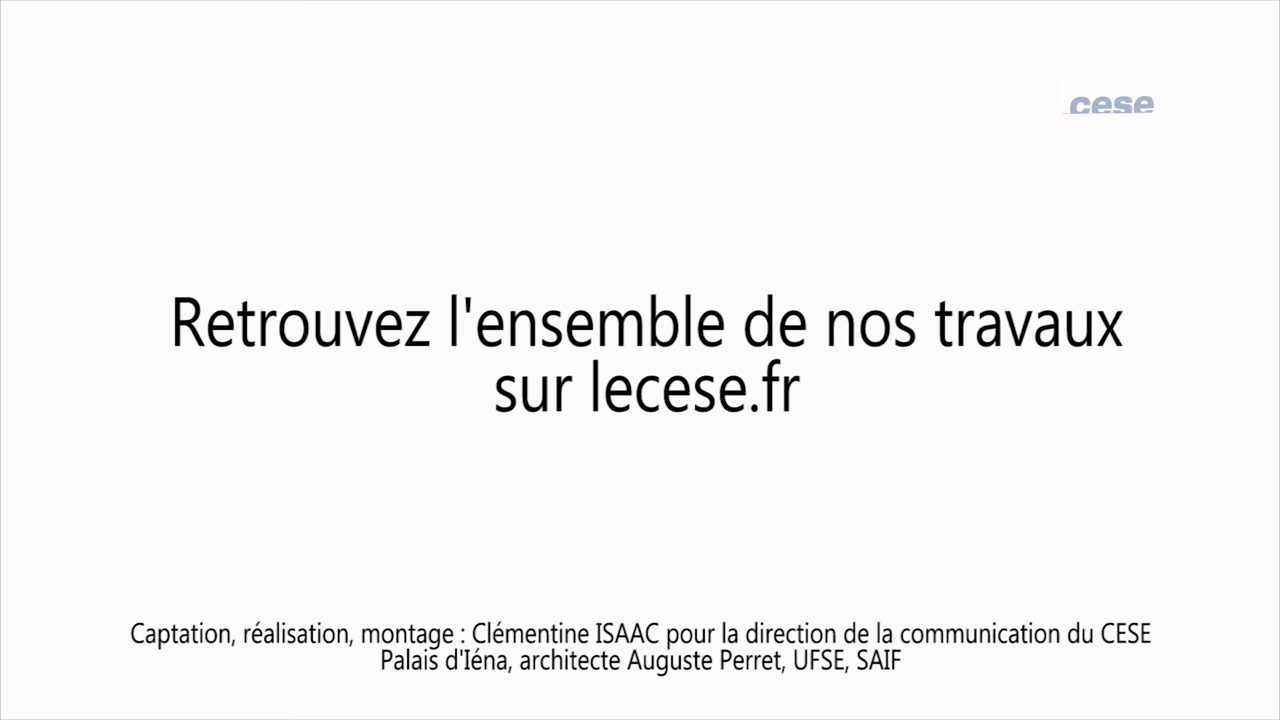 cese
Retrouvez l'ensemble de nos travaux
sur lecese.fr
Captation, réalisation, montage : Clémentine ISAAC pour la direction de la communication du CESE
Palais d'Iéna, architecte Auguste Perret, UFSE, SAIF